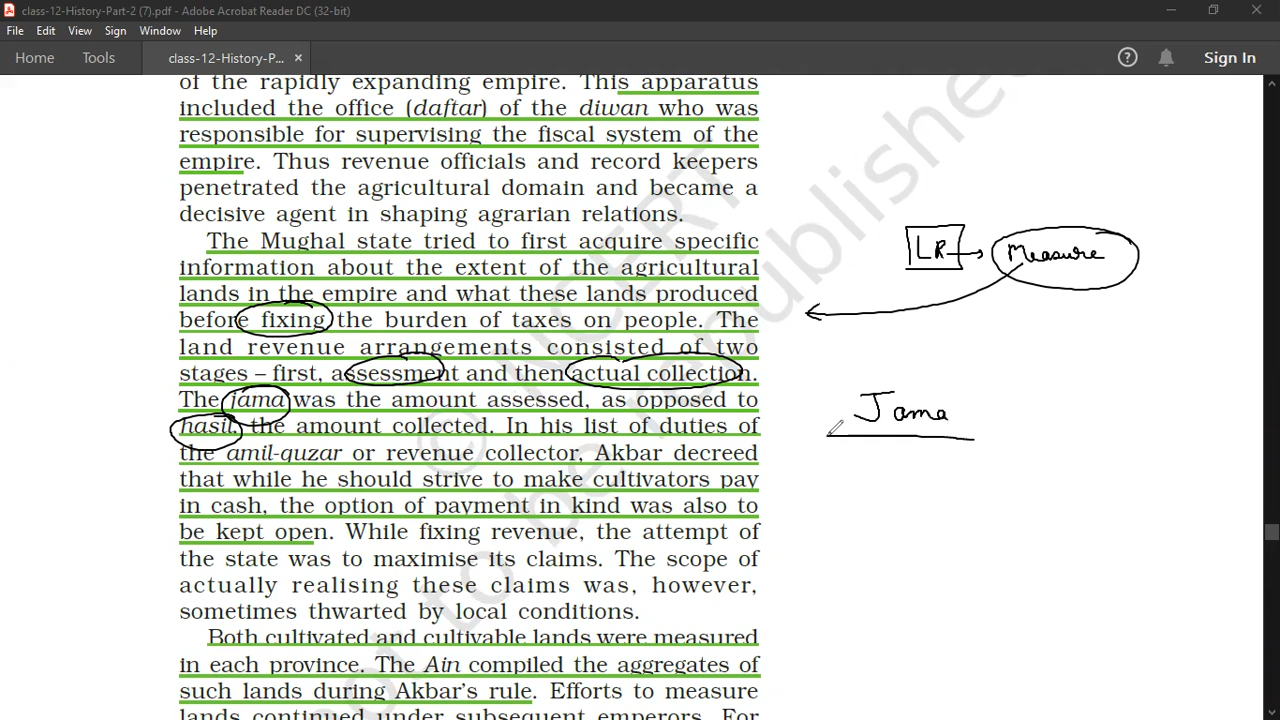 class-12-History-Part-2 (7).pdf - Adobe Acrobat Reader DC (32-bit)
File Edit View Sign Window Help
Home Tools class-12-History-P... × Sign In
of the rapidly expanding empire. This apparatus
included the office (daftar) of the diwan who was
responsible for supervising the fiscal system of the
empire. Thus revenue officials and record keepers
penetrated the agricultural domain and became a
decisive agent in shaping agrarian relations.
The Mughal state tried to first acquire specific
information about the extent of the agricultural
lands in the empire and what these lands produced
before fixing the burden of taxes on people. The
land revenue arrangements consisted of two
stages – first, assessment and then actual collection.
The jama was the amount assessed, as opposed to
hasil, the amount collected. In his list of duties of
the amil-guzar or revenue collector, Akbar decreed
that while he should strive to make cultivators pay
in cash, the option of payment in kind was also to
be kept open. While fixing revenue, the attempt of
the state was to maximise its claims. The scope of
actually realising these claims was, however,
sometimes thwarted by local conditions.
Both cultivated and cultivable lands were measured
in each province. The Ain compiled the aggregates of
such lands during Akbar's rule. Efforts to measure
lands continued under subsequent emperors. For
LR → Measure
Jama
© NCERT
not to be republished